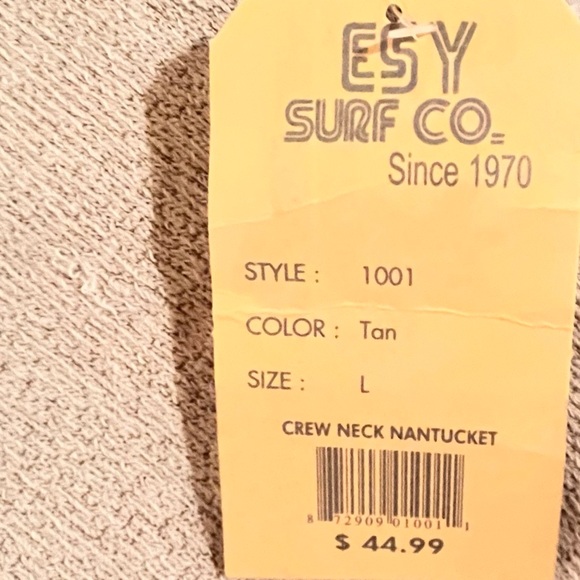 ESY
SURF CO.
Since 1970
STYLE : 1001
COLOR : Tan
SIZE : L
CREW NECK NANTUCKET
8 72909 01001 1
$ 44.99